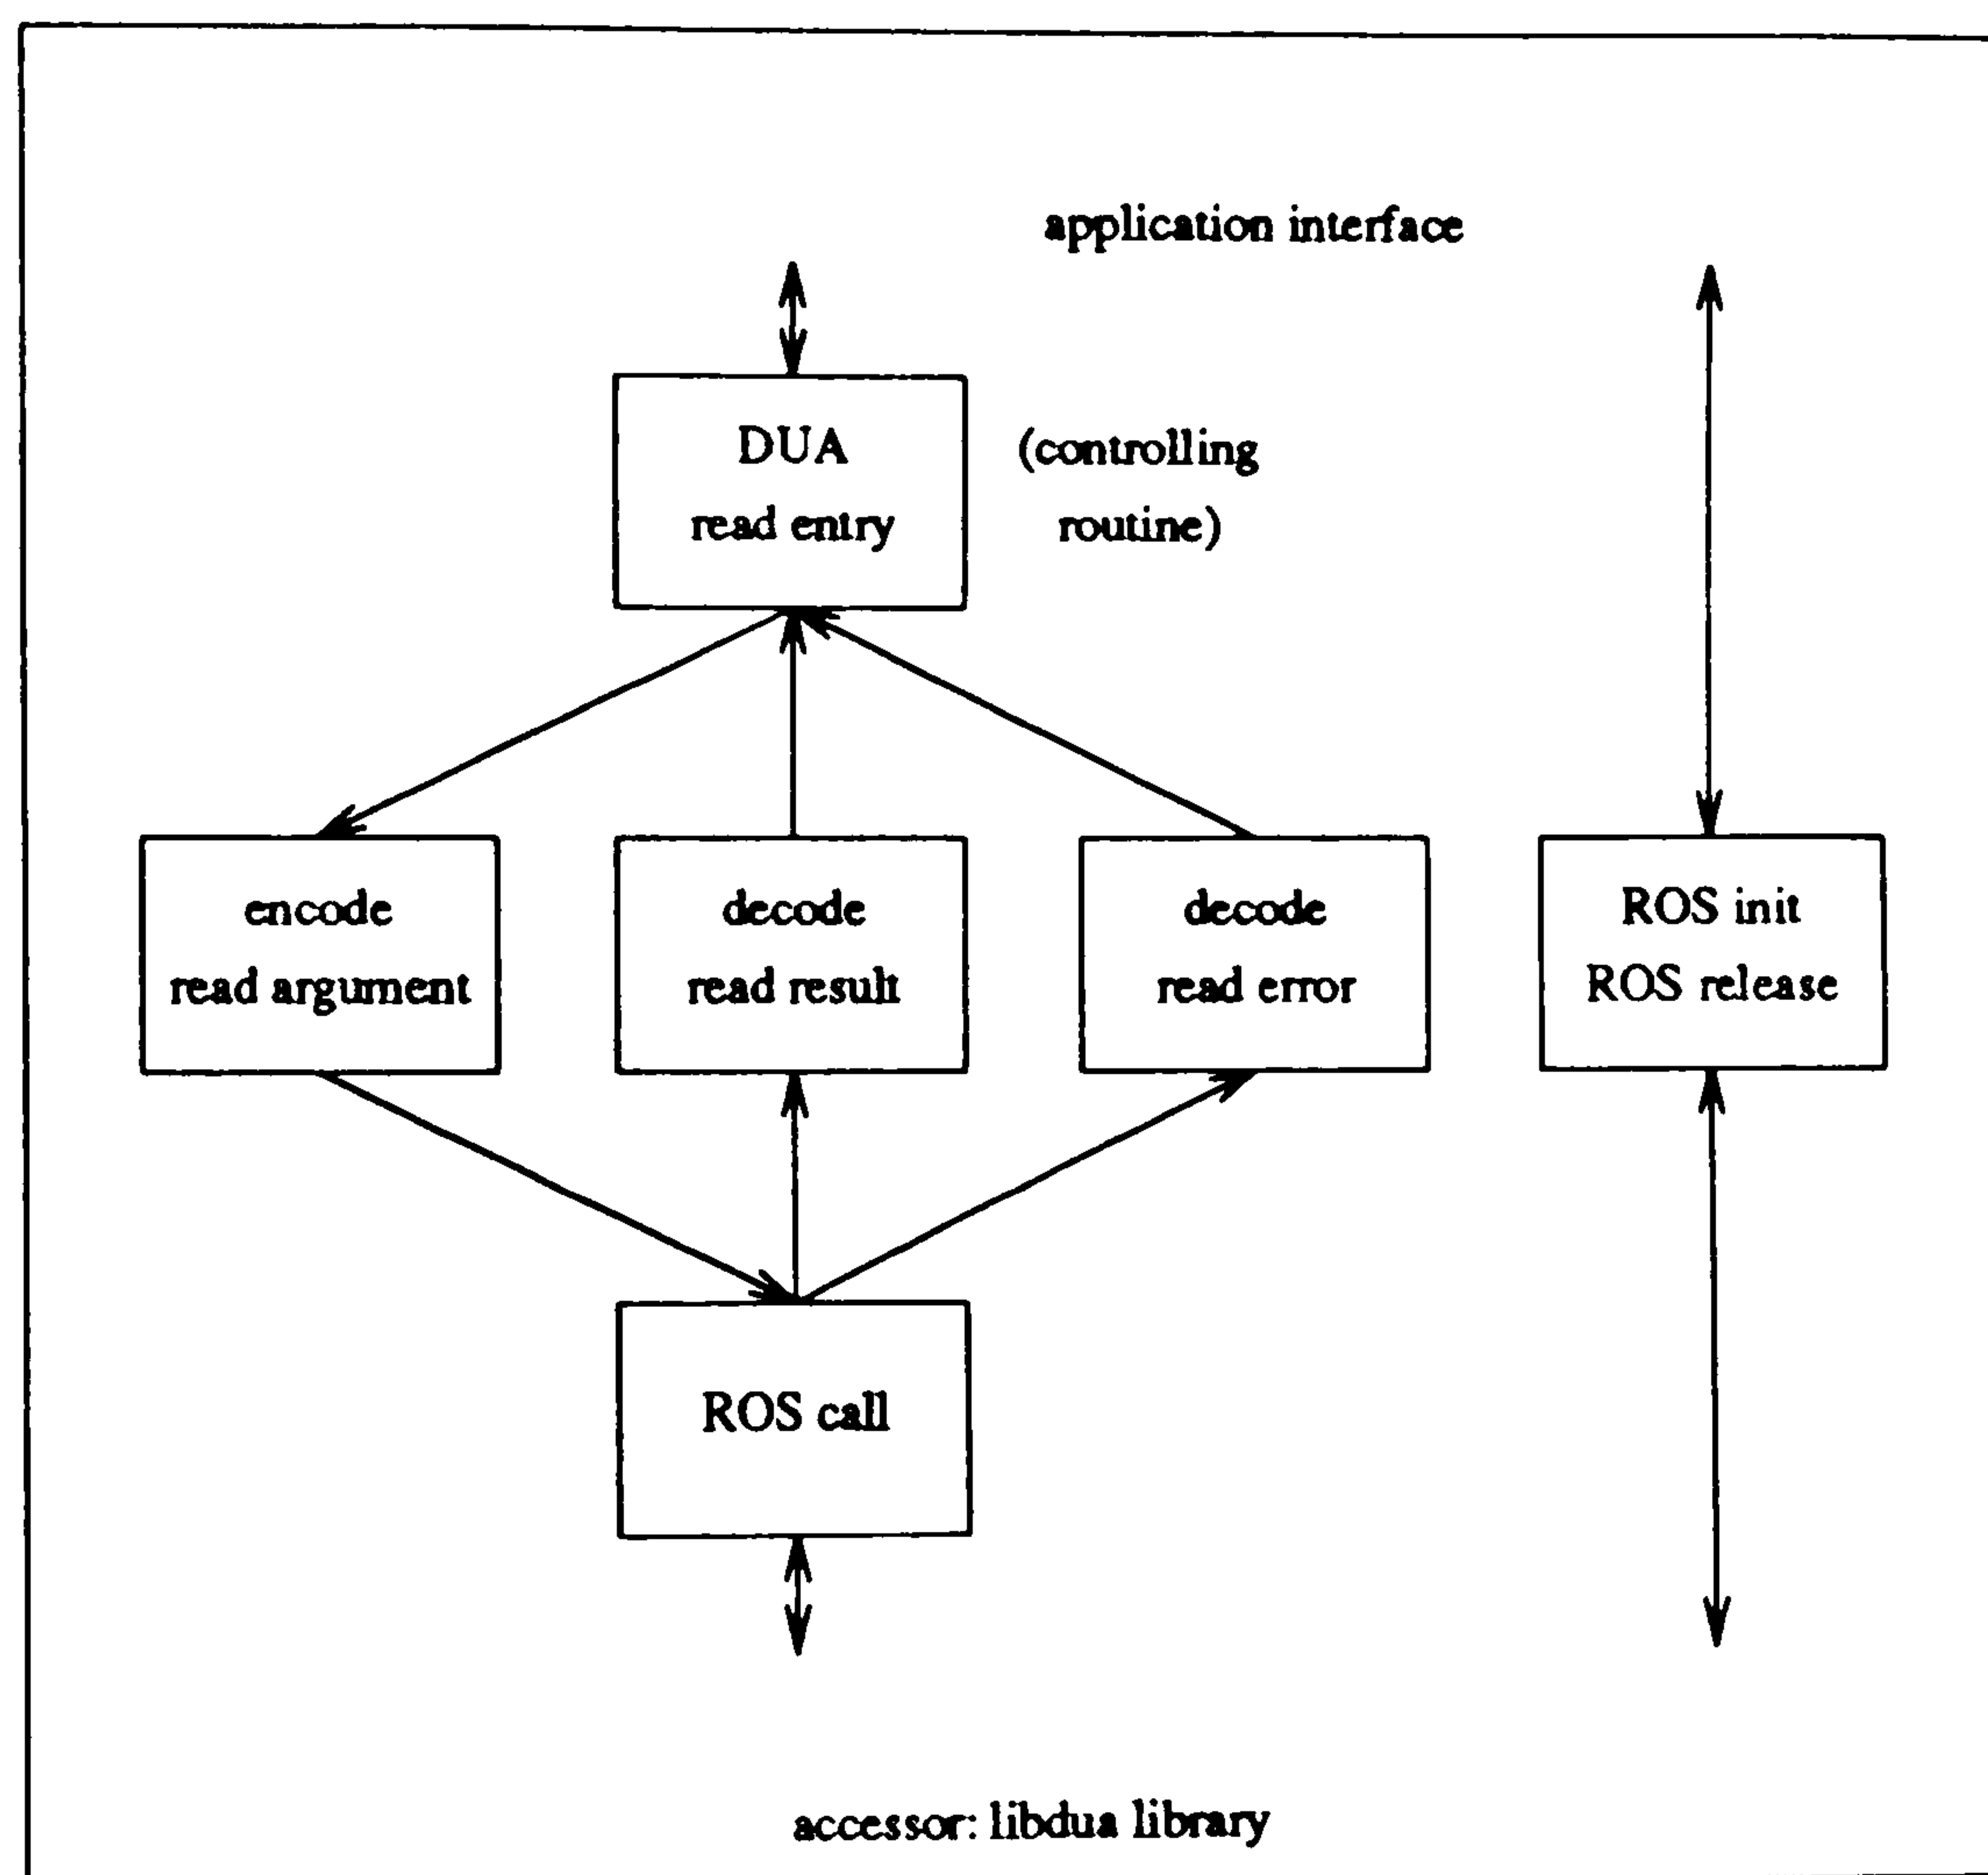 application interface
DUA
read entry
(controlling
routine)
encode
read argument
decode
read result
decode
read error
ROS init
ROS release
ROS call
accessor: libdua library